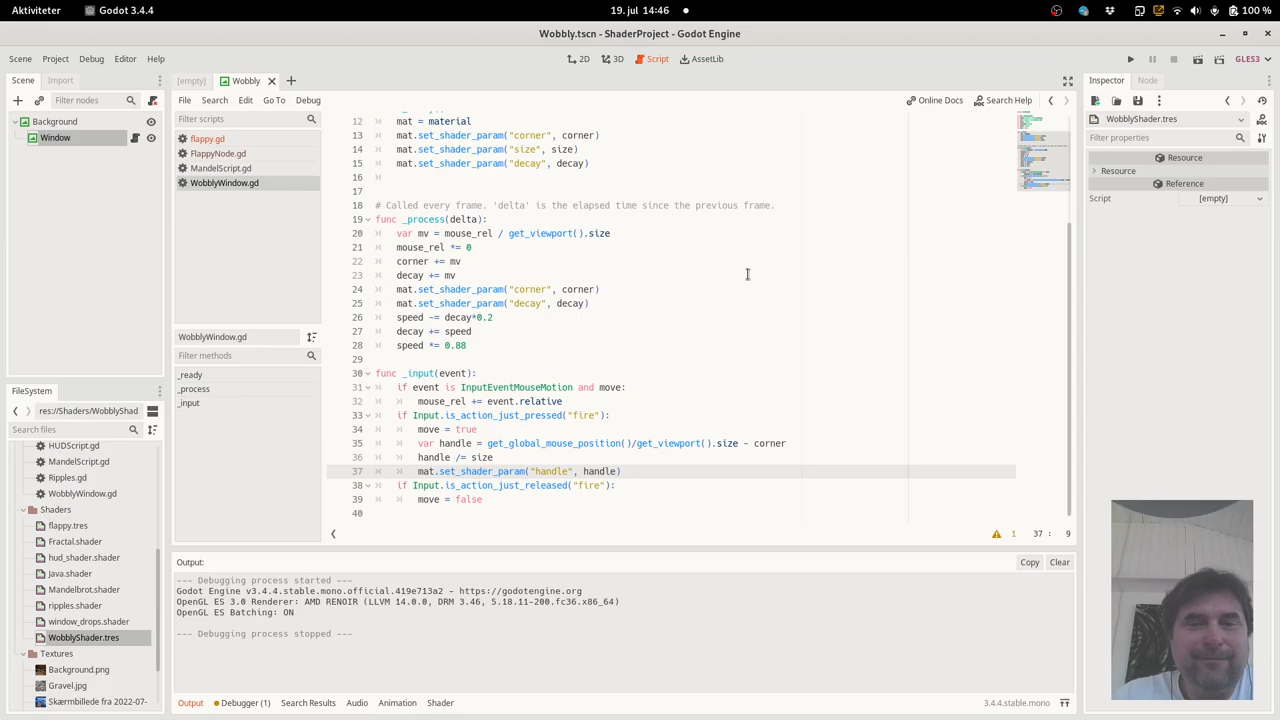 Aktiviteter Godot 3.4.4 19. jul 14:46 100 %
Wobbly.tscn - ShaderProject - Godot Engine
Scene Project Debug Editor Help 2D 3D Script AssetLib GLES3
Scene Import [empty] Wobbly Inspector Node
Filter nodes File Search Edit Go To Debug Online Docs Search Help
Background Filter scripts WobblyShader.tres
Window flappy.gd Filter properties
FlappyNode.gd Resource
MandelScript.gd Resource
WobblyWindow.gd Reference
Script [empty]
12 mat = material
13 mat.set_shader_param("corner", corner)
14 mat.set_shader_param("size", size)
15 mat.set_shader_param("decay", decay)
16
17
18 # Called every frame. 'delta' is the elapsed time since the previous frame.
19 func _process(delta):
20 var mv = mouse_rel / get_viewport().size
21 mouse_rel *= 0
22 corner += mv
23 decay += mv
24 mat.set_shader_param("corner", corner)
25 mat.set_shader_param("decay", decay)
26 speed -= decay*0.2
27 decay += speed
28 speed *= 0.88
29
30 func _input(event):
31 if event is InputEventMouseMotion and move:
32 mouse_rel += event.relative
33 if Input.is_action_just_pressed("fire"):
34 move = true
35 var handle = get_global_mouse_position()/get_viewport().size - corner
36 handle /= size
37 mat.set_shader_param("handle", handle)
38 if Input.is_action_just_released("fire"):
39 move = false
40
1 37 : 9
WobblyWindow.gd
Filter methods
_ready
_process
_input
FileSystem
res://Shaders/WobblyShad
Search files
HUDScript.gd
MandelScript.gd
Ripples.gd
WobblyWindow.gd
Shaders
flappy.tres
Fractal.shader
hud_shader.shader
Java.shader
Mandelbrot.shader
ripples.shader
window_drops.shader
WobblyShader.tres
Textures
Background.png
Gravel.jpg
Skærmbillede fra 2022-07-
Output: Copy Clear
--- Debugging process started ---
Godot Engine v3.4.4.stable.mono.official.419e713a2 - https://godotengine.org
OpenGL ES 3.0 Renderer: AMD RENOIR (LLVM 14.0.0, DRM 3.46, 5.18.11-200.fc36.x86_64)
OpenGL ES Batching: ON
--- Debugging process stopped ---
Output Debugger (1) Search Results Audio Animation Shader 3.4.4.stable.mono